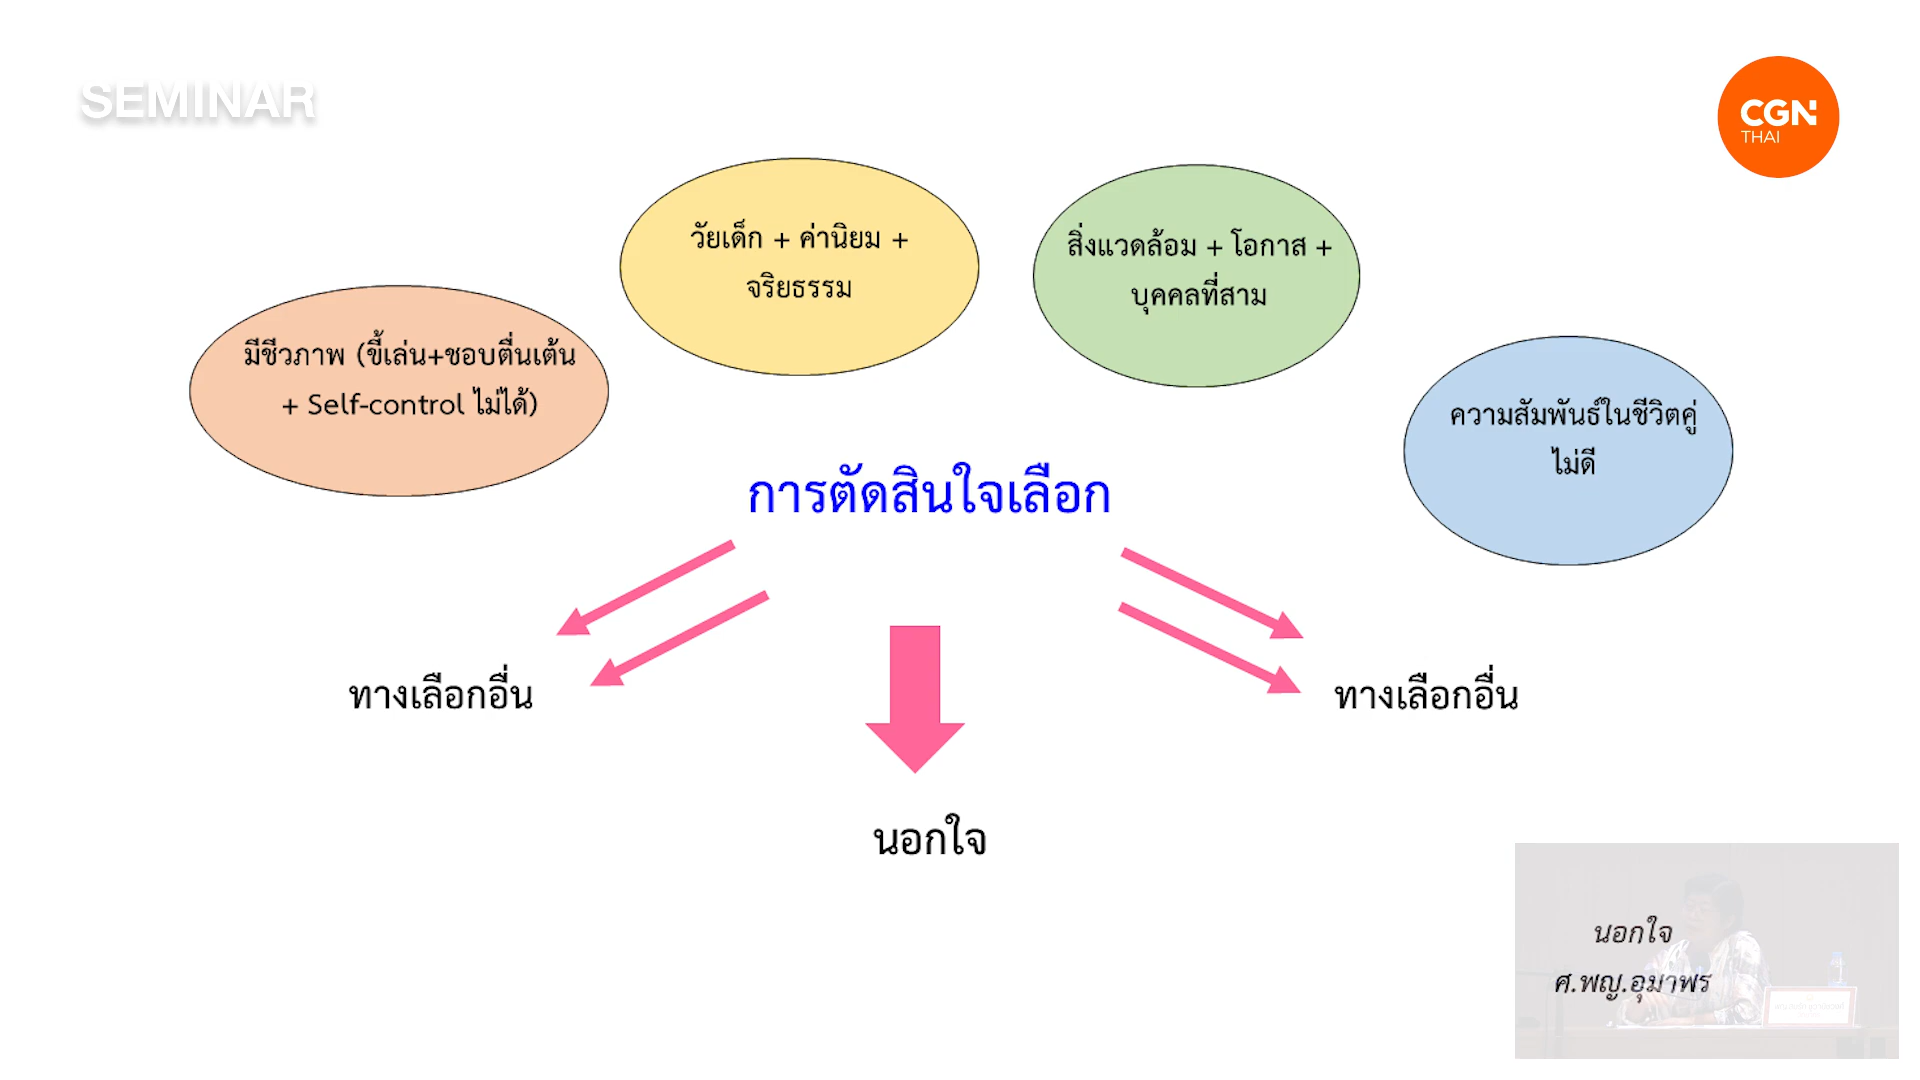 SEMINAR
CGN
THAI
วัยเด็ก + ค่านิยม +
จริยธรรม
สิ่งแวดล้อม + โอกาส +
บุคคลที่สาม
มีชีวภาพ (ขี้เล่น+ชอบตื่นเต้น
+ Self-control ไม่ได้)
ความสัมพันธ์ในชีวิตคู่
ไม่ดี
การตัดสินใจเลือก
ทางเลือกอื่น
ทางเลือกอื่น
นอกใจ
นอกใจ
ศ.พญ.อุมาพร